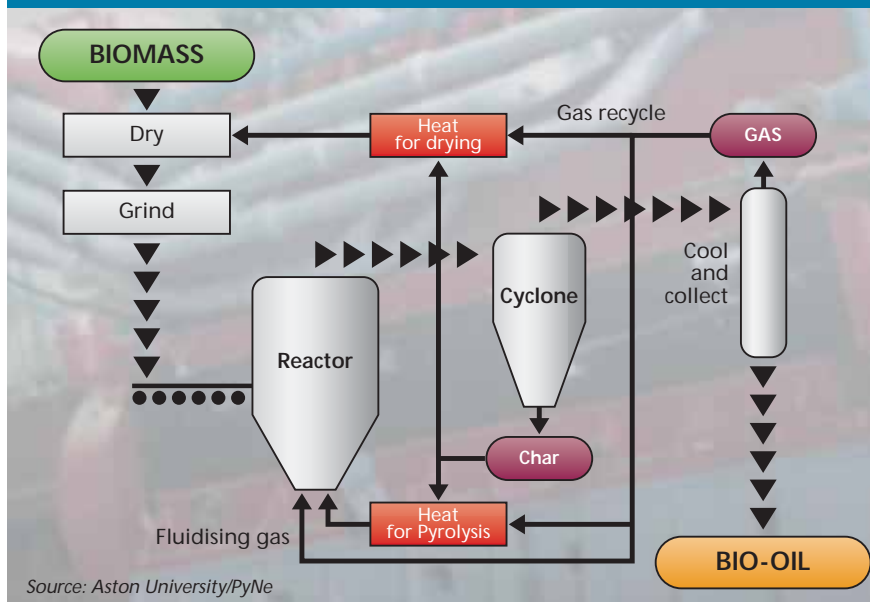 BIOMASS
Dry
Grind
Heat
for drying
Gas recycle
GAS
Cool
and
collect
Cyclone
Reactor
Char
Heat
for Pyrolysis
Fluidising gas
BIO-OIL
Source: Aston University/PyNe